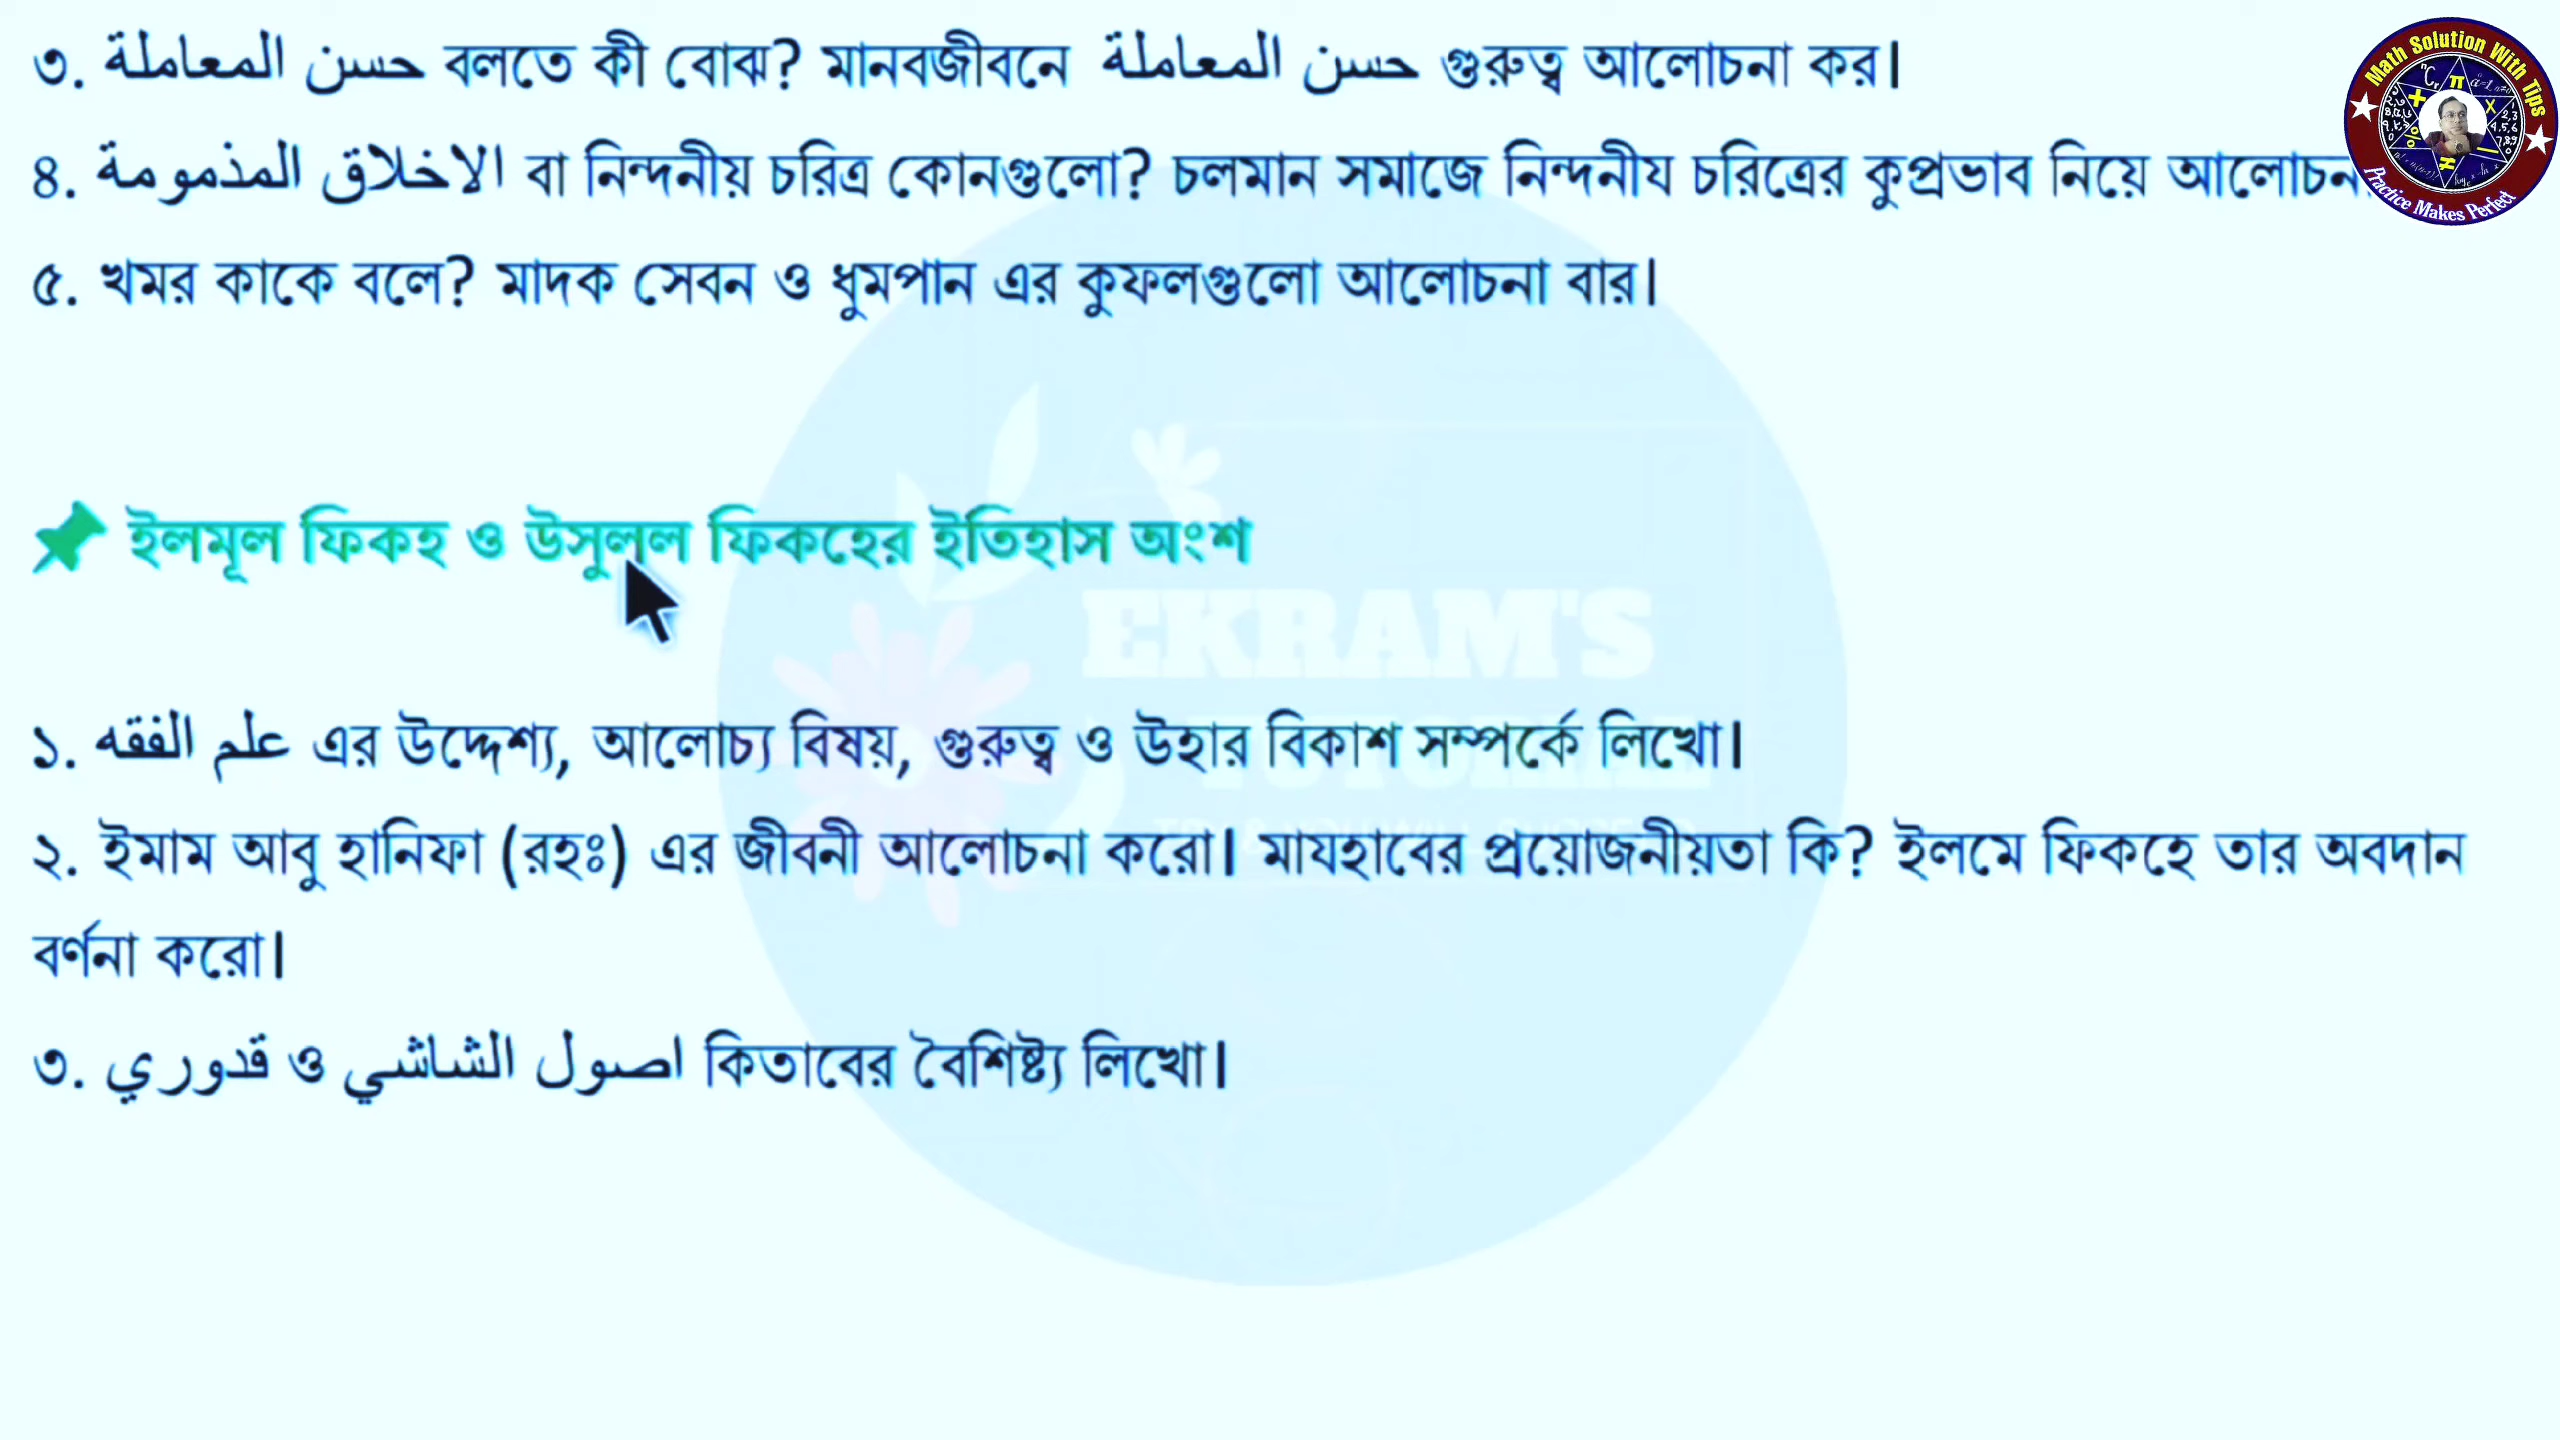 ৩. حسن المعاملة বলতে কী বোঝ? মানবজীবনে حسن المعاملة গুরুত্ব আলোচনা কর।
Math Solution With Tips
Practice Makes Perfect
৪. الاخلاق المذمومة বা নিন্দনীয় চরিত্র কোনগুলো? চলমান সমাজে নিন্দনীয চরিত্রের কুপ্রভাব নিয়ে আলোচন
৫. খমর কাকে বলে? মাদক সেবন ও ধুমপান এর কুফলগুলো আলোচনা বার।
ইলমূল ফিকহ ও উসুলুল ফিকহের ইতিহাস অংশ
EKRAM'S
১. علم الفقه এর উদ্দেশ্য, আলোচ্য বিষয়, গুরুত্ব ও উহার বিকাশ সম্পর্কে লিখো।
২. ইমাম আবু হানিফা (রহঃ) এর জীবনী আলোচনা করো। মাযহাবের প্রয়োজনীয়তা কি? ইলমে ফিকহে তার অবদান
বর্ণনা করো।
৩. قدوري ও اصول الشاشي কিতাবের বৈশিষ্ট্য লিখো।